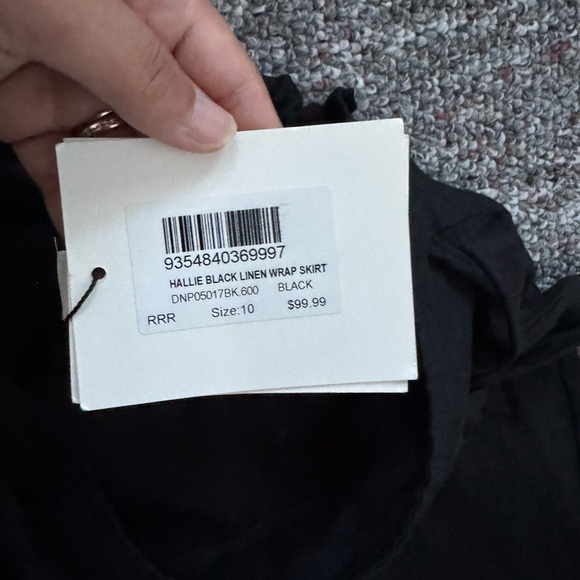 9354840369997
HALLIE BLACK LINEN WRAP SKIRT
DNP05017BK.600 BLACK
RRR Size:10 $99.99